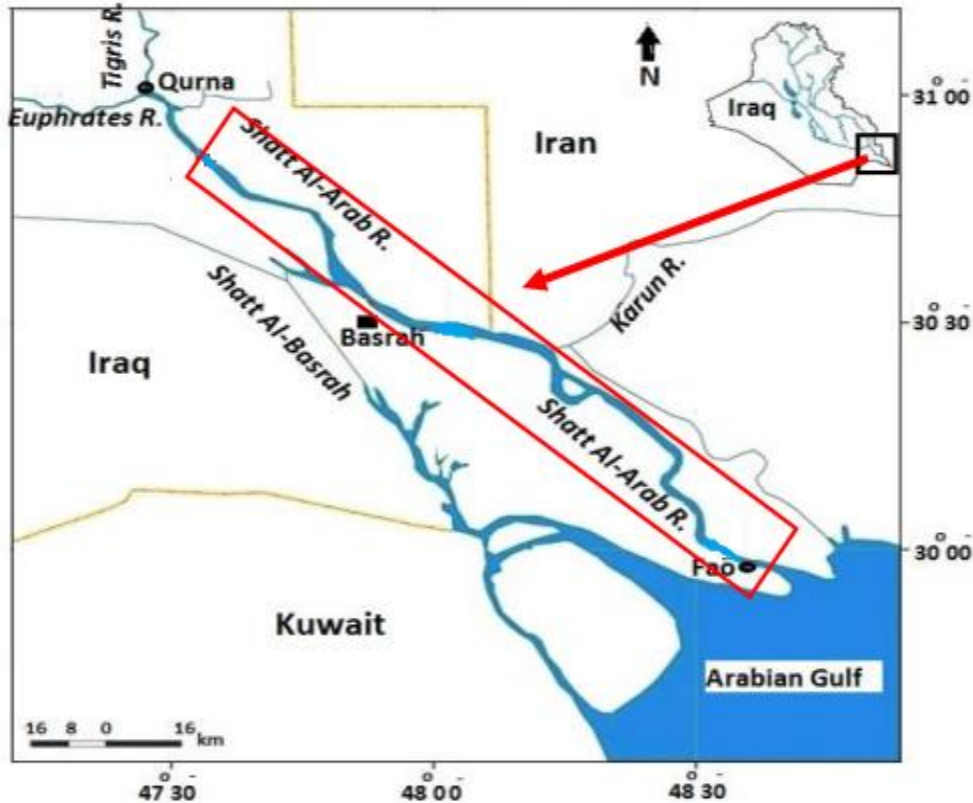 Tigris R.
Qurna
Euphrates R.
Shatt Al-Arab R.
N
Iran
Iraq
31° 00'
Karun R.
30° 30'
Shatt Al-Basrah
Basrah
Iraq
Shatt Al-Arab R.
30° 00'
Fao
Kuwait
Arabian Gulf
16 8 0 16
km
47° 30'
48° 00'
48° 30'